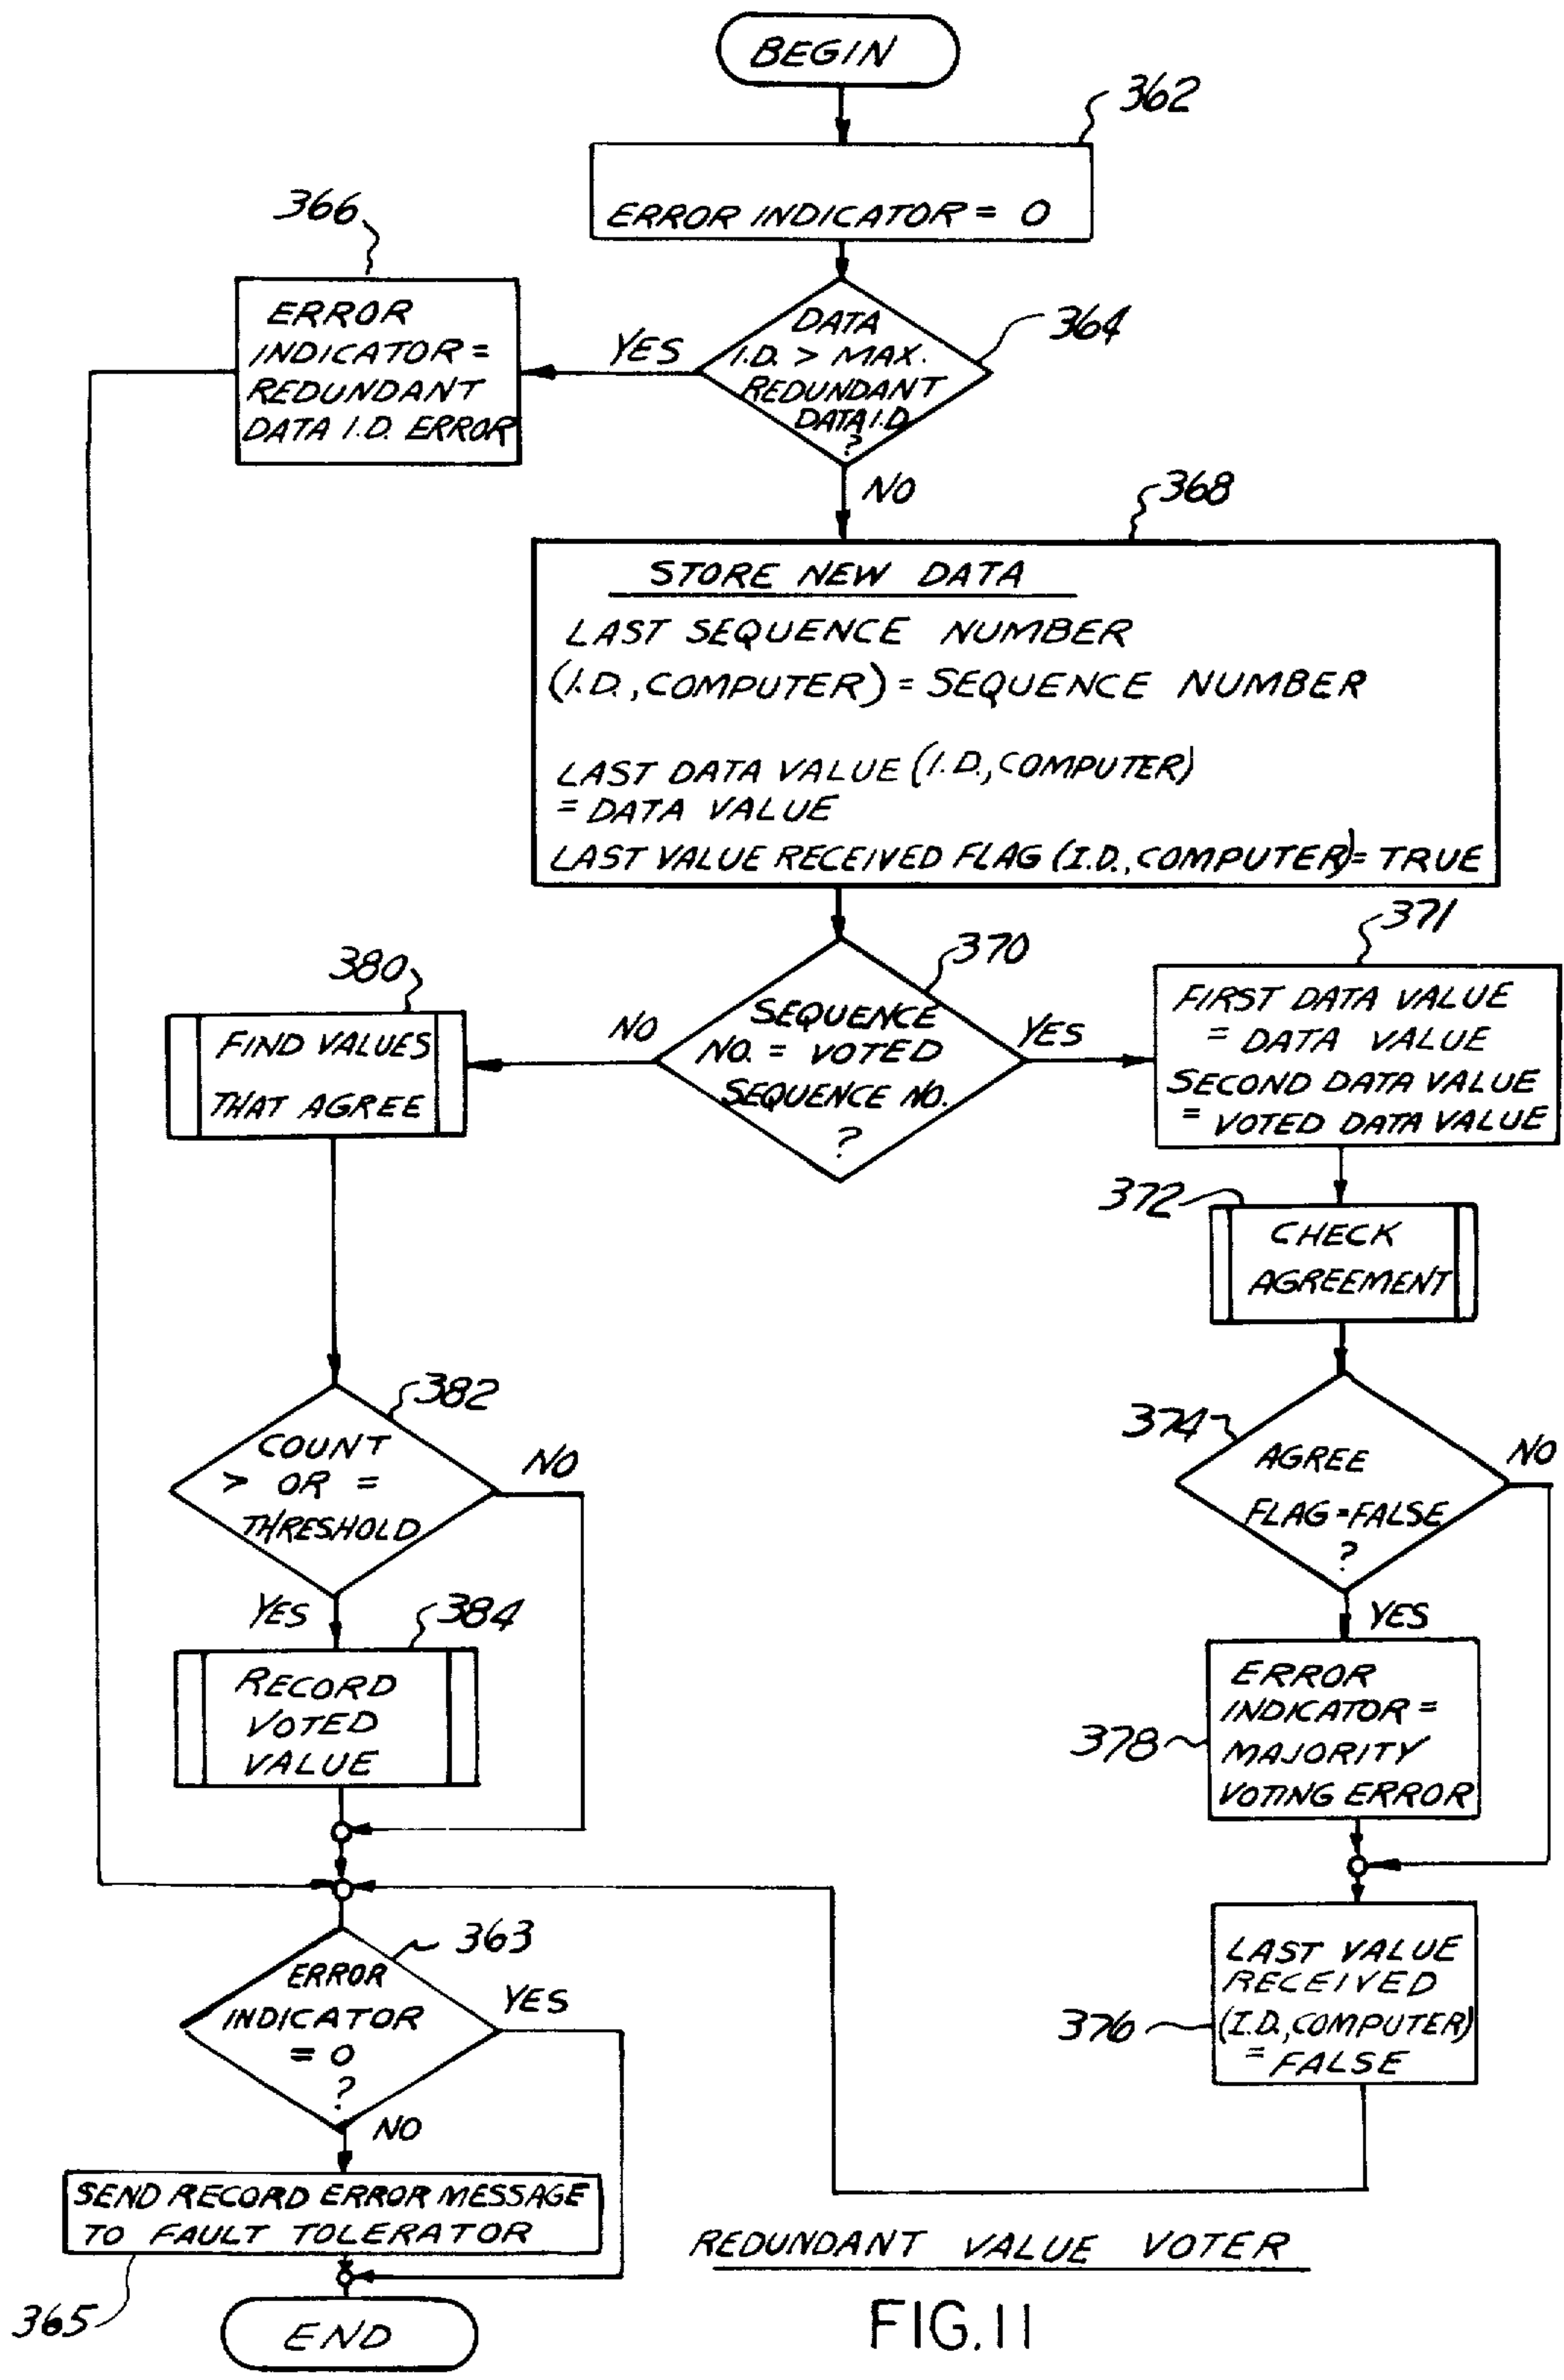 BEGIN
362
ERROR INDICATOR = 0
366
ERROR
INDICATOR =
REDUNDANT
DATA I.D. ERROR
YES
DATA
I.D. > MAX.
REDUNDANT
DATA I.D.
?
364
NO
368
STORE NEW DATA
LAST SEQUENCE NUMBER
(I.D., COMPUTER) = SEQUENCE NUMBER
LAST DATA VALUE (I.D., COMPUTER)
= DATA VALUE
LAST VALUE RECEIVED FLAG (I.D., COMPUTER) = TRUE
380
FIND VALUES
THAT AGREE
NO
370
SEQUENCE
NO. = VOTED
SEQUENCE NO.
?
YES
371
FIRST DATA VALUE
= DATA VALUE
SECOND DATA VALUE
= VOTED DATA VALUE
372
CHECK
AGREEMENT
382
COUNT
> OR =
THRESHOLD
NO
YES
374
AGREE
FLAG = FALSE
?
NO
YES
384
RECORD
VOTED
VALUE
378
ERROR
INDICATOR =
MAJORITY
VOTING ERROR
363
ERROR
INDICATOR
= 0
?
YES
NO
376
LAST VALUE
RECEIVED
(I.D., COMPUTER)
= FALSE
SEND RECORD ERROR MESSAGE
TO FAULT TOLERATOR
365
END
REDUNDANT VALUE VOTER
FIG. 11